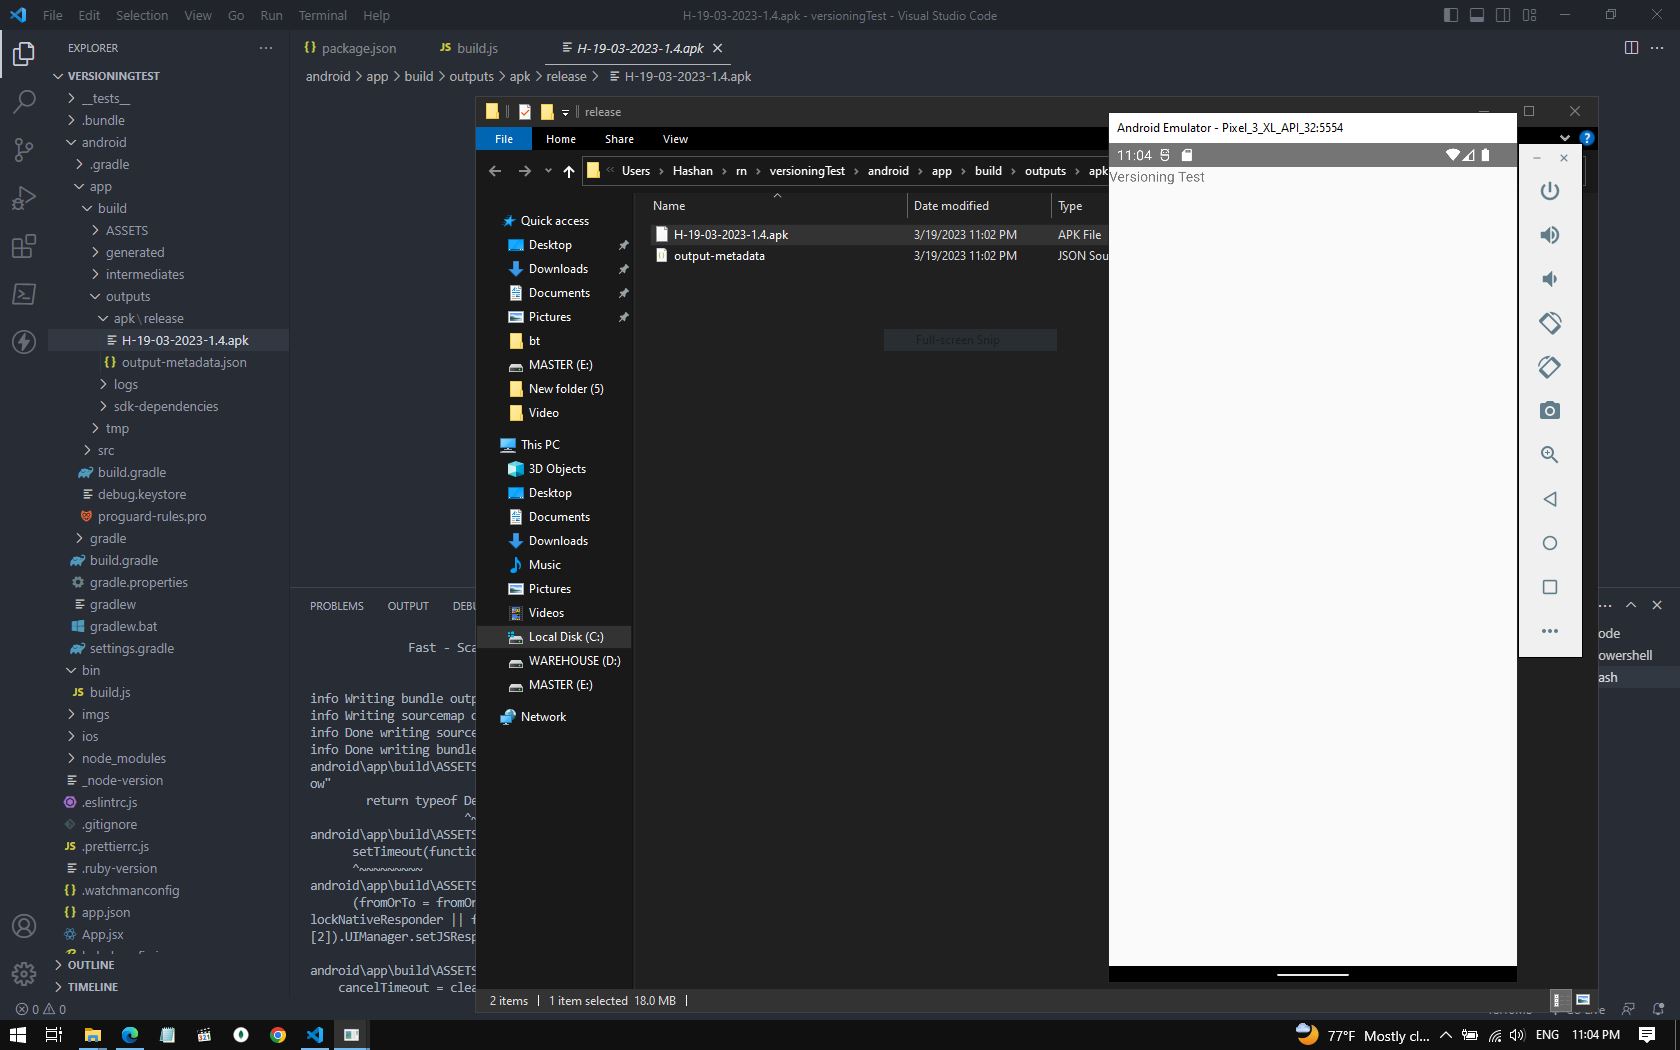 File Edit Selection View Go Run Terminal Help
H-19-03-2023-1.4.apk - versioningTest - Visual Studio Code
EXPLORER
VERSIONINGTEST
__tests__
.bundle
android
.gradle
app
build
ASSETS
generated
intermediates
outputs
apk\release
H-19-03-2023-1.4.apk
output-metadata.json
logs
sdk-dependencies
tmp
src
build.gradle
debug.keystore
proguard-rules.pro
gradle
build.gradle
gradle.properties
gradlew
gradlew.bat
settings.gradle
bin
build.js
imgs
ios
node_modules
_node-version
.eslintrc.js
.gitignore
.prettierrc.js
.ruby-version
.watchmanconfig
app.json
App.jsx
OUTLINE
TIMELINE
0 0
package.json
build.js
H-19-03-2023-1.4.apk
android > app > build > outputs > apk > release > H-19-03-2023-1.4.apk
release
File Home Share View
Users > Hashan > rn > versioningTest > android > app > build > outputs > apk
Quick access
Desktop
Downloads
Documents
Pictures
bt
MASTER (E:)
New folder (5)
Video
This PC
3D Objects
Desktop
Documents
Downloads
Music
Pictures
Videos
Local Disk (C:)
WAREHOUSE (D:)
MASTER (E:)
Network
Name Date modified Type
H-19-03-2023-1.4.apk 3/19/2023 11:02 PM APK File
output-metadata 3/19/2023 11:02 PM JSON Sou
Full-screen Snip
2 items 1 item selected 18.0 MB
Android Emulator - Pixel_3_XL_API_32:5554
11:04
Versioning Test
PROBLEMS OUTPUT DEBU
Fast - Sca
info Writing bundle outp
info Writing sourcemap o
info Done writing source
info Done writing bundle
android\app\build\ASSETS
ow"
return typeof De
^~
android\app\build\ASSETS
setTimeout(functio
^~~~~~~~~~
android\app\build\ASSETS
(fromOrTo = fromOr
lockNativeResponder || f
[2]).UIManager.setJSResp
android\app\build\ASSETS
cancelTimeout = clea
ode
owershell
ash
77°F Mostly cl...
ENG
11:04 PM